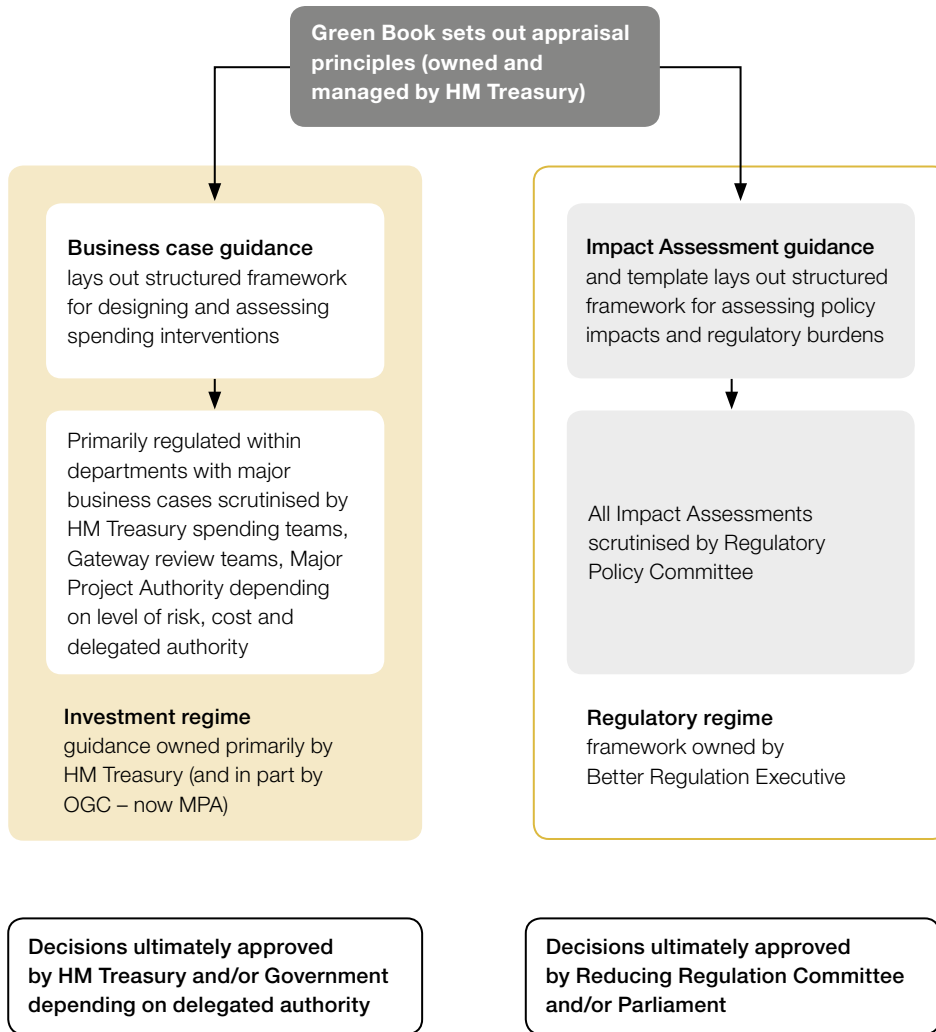 Green Book sets out appraisal
principles (owned and
managed by HM Treasury)
Business case guidance
lays out structured framework
for designing and assessing
spending interventions
Primarily regulated within
departments with major
business cases scrutinised by
HM Treasury spending teams,
Gateway review teams, Major
Project Authority depending
on level of risk, cost and
delegated authority
Investment regime
guidance owned primarily by
HM Treasury (and in part by
OGC – now MPA)
Impact Assessment guidance
and template lays out structured
framework for assessing policy
impacts and regulatory burdens
All Impact Assessments
scrutinised by Regulatory
Policy Committee
Regulatory regime
framework owned by
Better Regulation Executive
Decisions ultimately approved
by HM Treasury and/or Government
depending on delegated authority
Decisions ultimately approved
by Reducing Regulation Committee
and/or Parliament